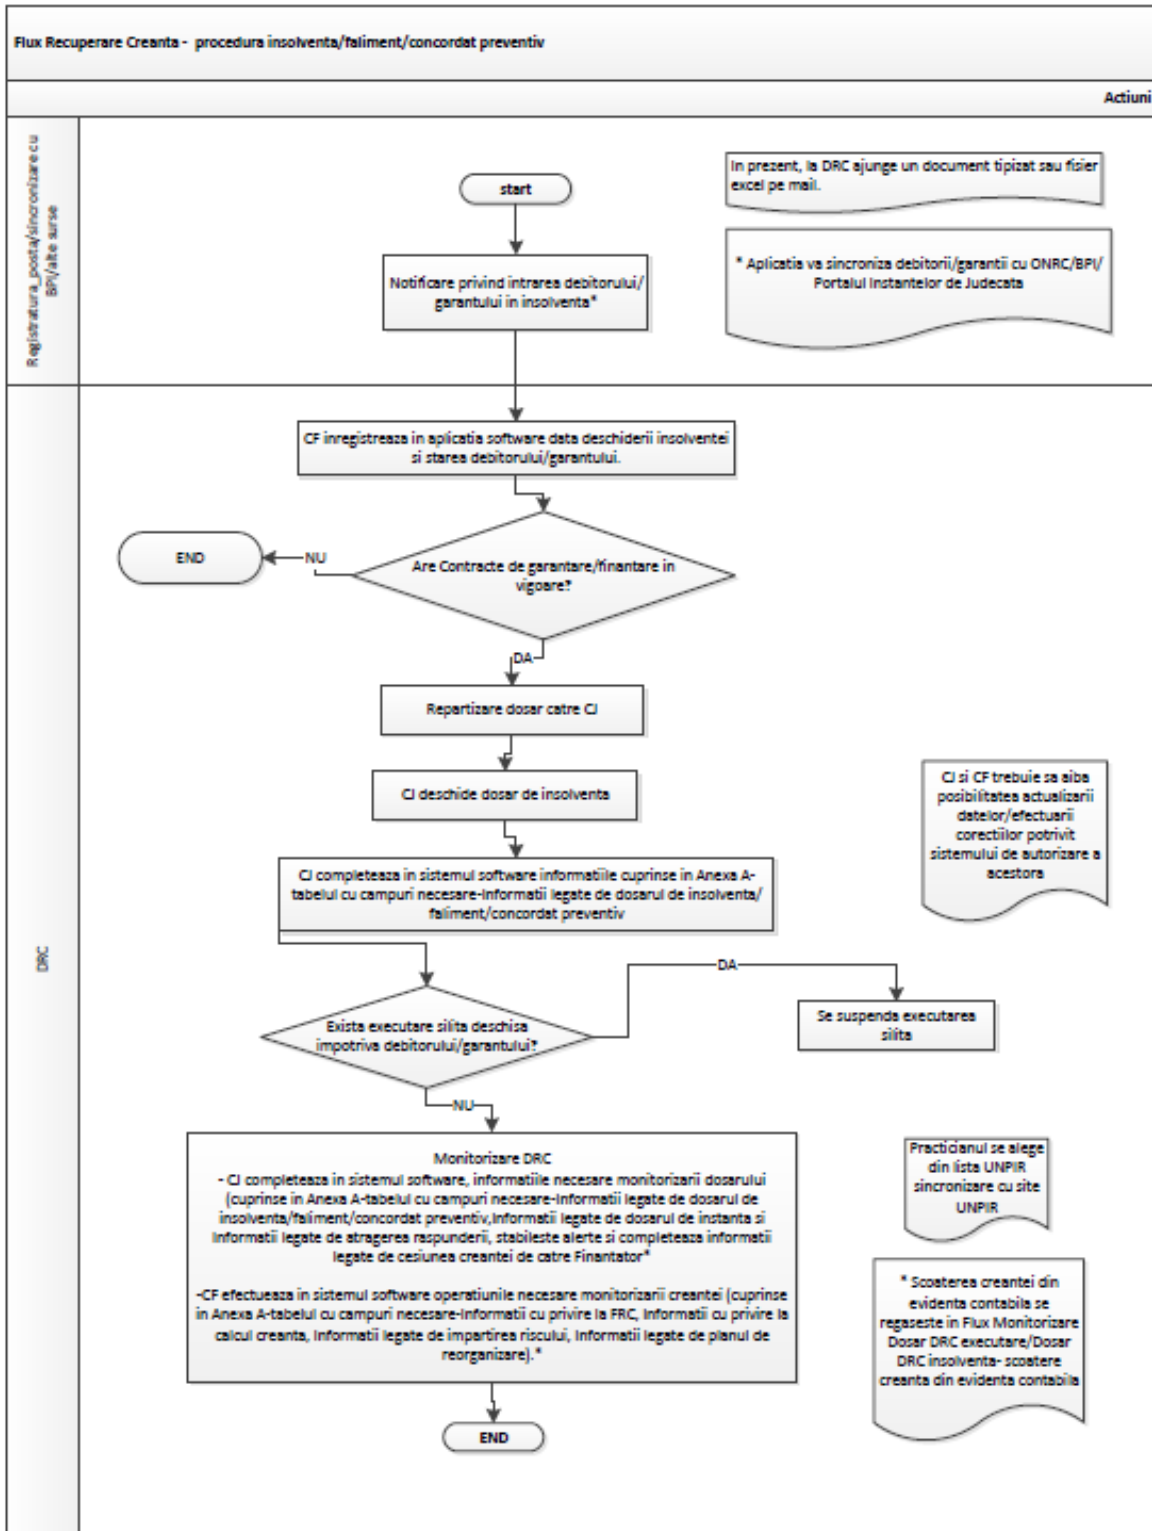 Flux Recuperare Creanta - procedura insolventa/faliment/concordat preventiv
Actiuni
Registratura_posta/sincronizare cu
BPI/alte surse
start
In prezent, la DRC ajunge un document tipizat sau fisier
excel pe mail.
Notificare privind intrarea debitorului/
garantului in insolventa*
* Aplicatia va sincroniza debitorii/garantii cu ONRC/BPI/
Portalul Instantelor de Judecata
DRC
CF inregistreaza in aplicatia software data deschiderii insolventei
si starea debitorului/garantului.
Are Contracte de garantare/finantare in
vigoare?
NU
END
DA
Repartizare dosar catre CJ
CJ deschide dosar de insolventa
CJ si CF trebuie sa aiba
posibilitatea actualizarii
datelor/efectuarii
corectiilor potrivit
sistemului de autorizare a
acestora
CJ completeaza in sistemul software informatiile cuprinse in Anexa A-
tabelul cu campuri necesare-Informatii legate de dosarul de insolventa/
faliment/concordat preventiv
DA
Exista executare silita deschisa
impotriva debitorului/garantului?
Se suspenda executarea
silita
NU
Monitorizare DRC
- CJ completeaza in sistemul software, informatiile necesare monitorizarii dosarului
(cuprinse in Anexa A-tabelul cu campuri necesare-Informatii legate de dosarul de
insolventa/faliment/concordat preventiv,Informatii legate de dosarul de instanta si
Informatii legate de atragerea raspunderii, stabileste alerte si completeaza informatii
legate de cesiunea creantei de catre Finantator*
-CF efectueaza in sistemul software operatiunile necesare monitorizarii creantei (cuprinse
in Anexa A-tabelul cu campuri necesare-Informatii cu privire la FRC, Informatii cu privire la
calcul creanta, Informatii legate de impartirea riscului, Informatii legate de planul de
reorganizare).*
Practicianul se alege
din lista UNPIR
sincronizare cu site
UNPIR
* Scoaterea creantei din
evidenta contabila se
regaseste in Flux Monitorizare
Dosar DRC executare/Dosar
DRC insolventa- scoatere
creanta din evidenta contabila
END